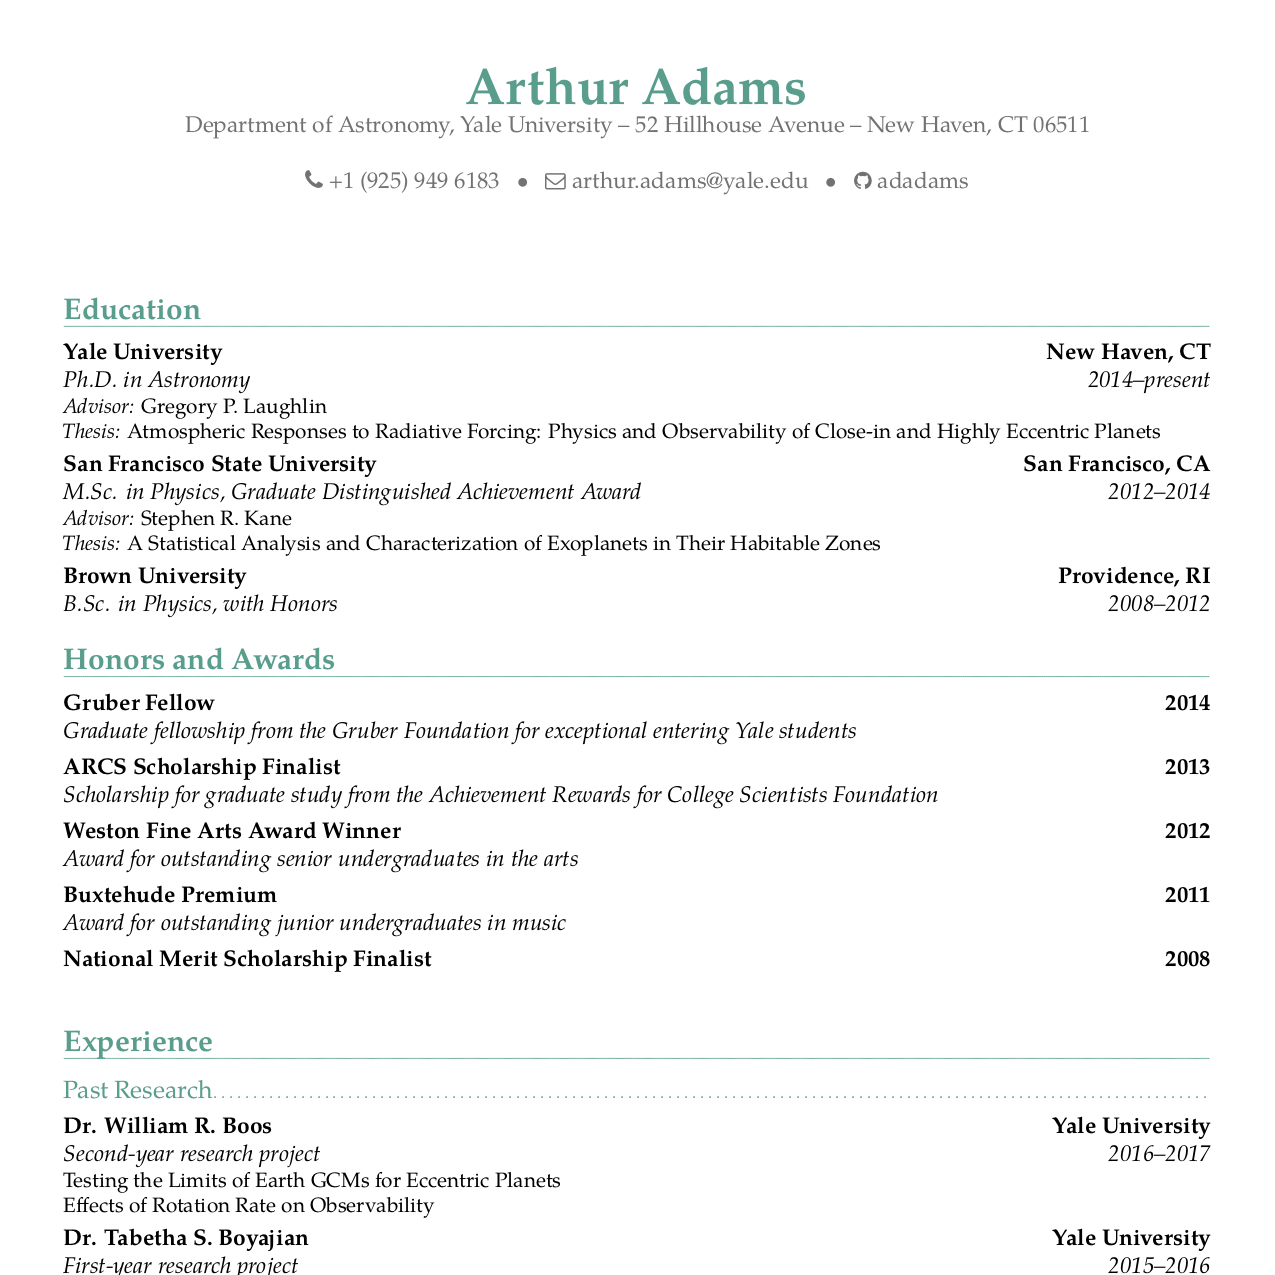 Arthur Adams
Department of Astronomy, Yale University – 52 Hillhouse Avenue – New Haven, CT 06511
+1 (925) 949 6183 • arthur.adams@yale.edu • adadams
Education
Yale University New Haven, CT
Ph.D. in Astronomy 2014–present
Advisor: Gregory P. Laughlin
Thesis: Atmospheric Responses to Radiative Forcing: Physics and Observability of Close-in and Highly Eccentric Planets
San Francisco State University San Francisco, CA
M.Sc. in Physics, Graduate Distinguished Achievement Award 2012–2014
Advisor: Stephen R. Kane
Thesis: A Statistical Analysis and Characterization of Exoplanets in Their Habitable Zones
Brown University Providence, RI
B.Sc. in Physics, with Honors 2008–2012
Honors and Awards
Gruber Fellow 2014
Graduate fellowship from the Gruber Foundation for exceptional entering Yale students
ARCS Scholarship Finalist 2013
Scholarship for graduate study from the Achievement Rewards for College Scientists Foundation
Weston Fine Arts Award Winner 2012
Award for outstanding senior undergraduates in the arts
Buxtehude Premium 2011
Award for outstanding junior undergraduates in music
National Merit Scholarship Finalist 2008
Experience
Past Research
Dr. William R. Boos Yale University
Second-year research project 2016–2017
Testing the Limits of Earth GCMs for Eccentric Planets
Effects of Rotation Rate on Observability
Dr. Tabetha S. Boyajian Yale University
First-year research project 2015–2016